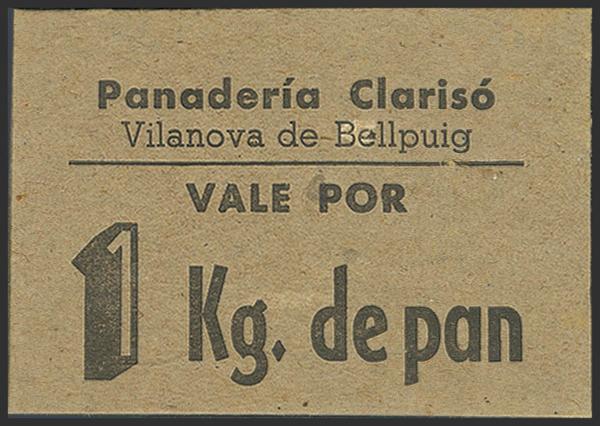 Panadería Clarisó
Vilanova de Bellpuig
VALE POR
1 Kg. de pan